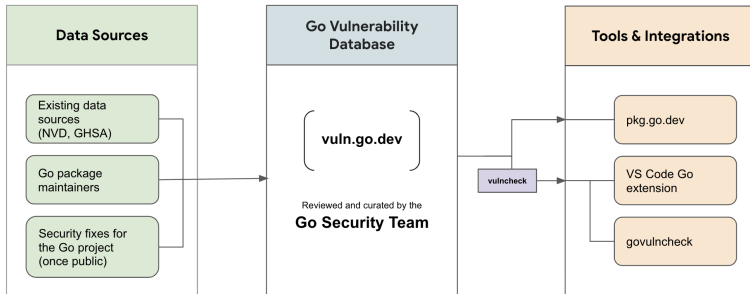 Data Sources
Existing data
sources
(NVD, GHSA)
Go package
maintainers
Security fixes for
the Go project
(once public)
Go Vulnerability
Database
vuln.go.dev
Reviewed and curated by the
Go Security Team
vulncheck
Tools & Integrations
pkg.go.dev
VS Code Go
extension
govulncheck